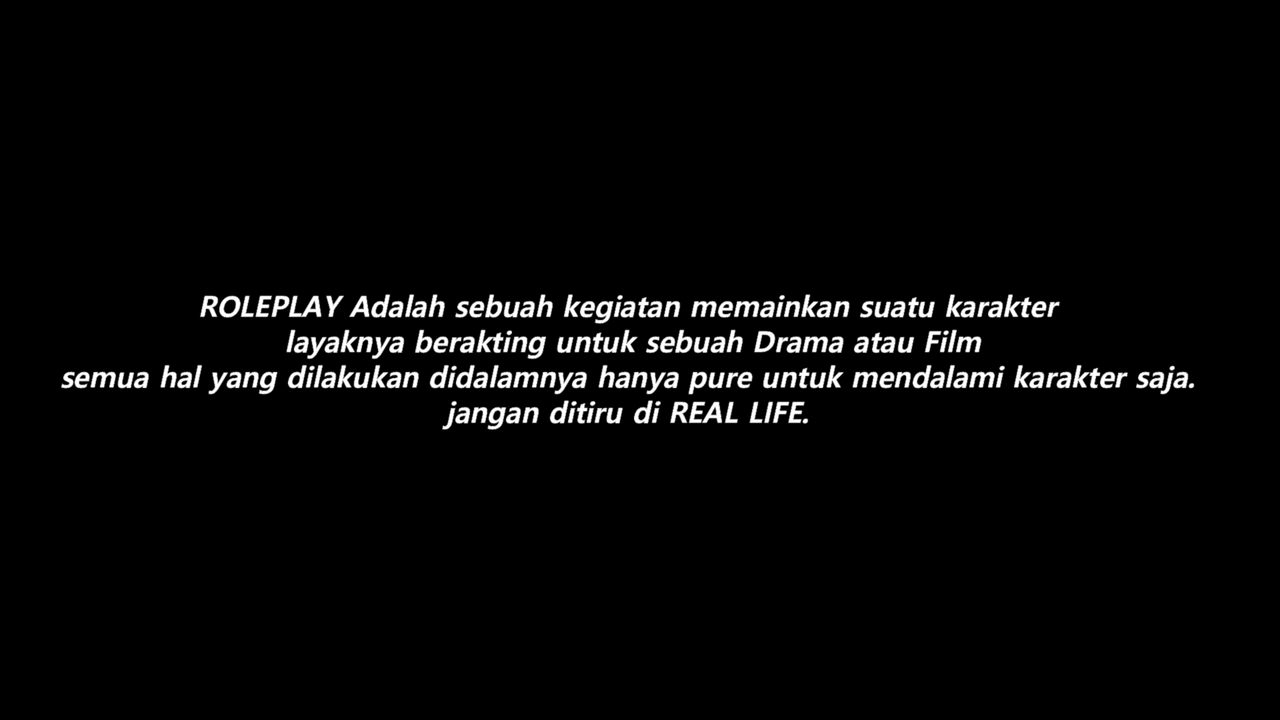 ROLEPLAY Adalah sebuah kegiatan memainkan suatu karakter
layaknya berakting untuk sebuah Drama atau Film
semua hal yang dilakukan didalamnya hanya pure untuk mendalami karakter saja.
jangan ditiru di REAL LIFE.